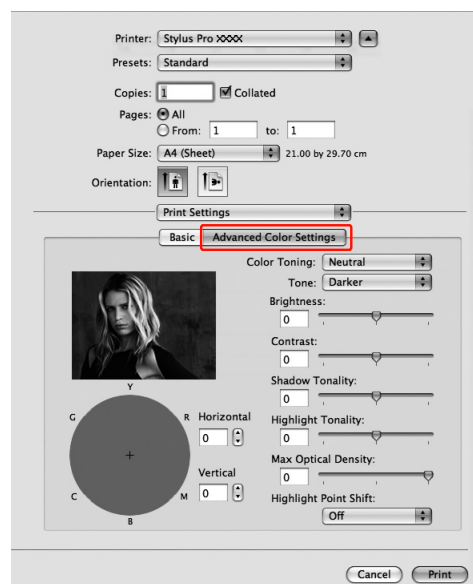 Printer: Stylus Pro XXXX
Presets: Standard
Copies: 1 Collated
Pages: All
From: 1 to: 1
Paper Size: A4 (Sheet) 21.00 by 29.70 cm
Orientation:
Print Settings
Basic Advanced Color Settings
Color Toning: Neutral
Tone: Darker
Brightness:
0
Contrast:
0
Shadow Tonality:
0
Highlight Tonality:
0
Max Optical Density:
0
Highlight Point Shift:
Off
Y
G R
C M
B
Horizontal
0
Vertical
0
Cancel Print